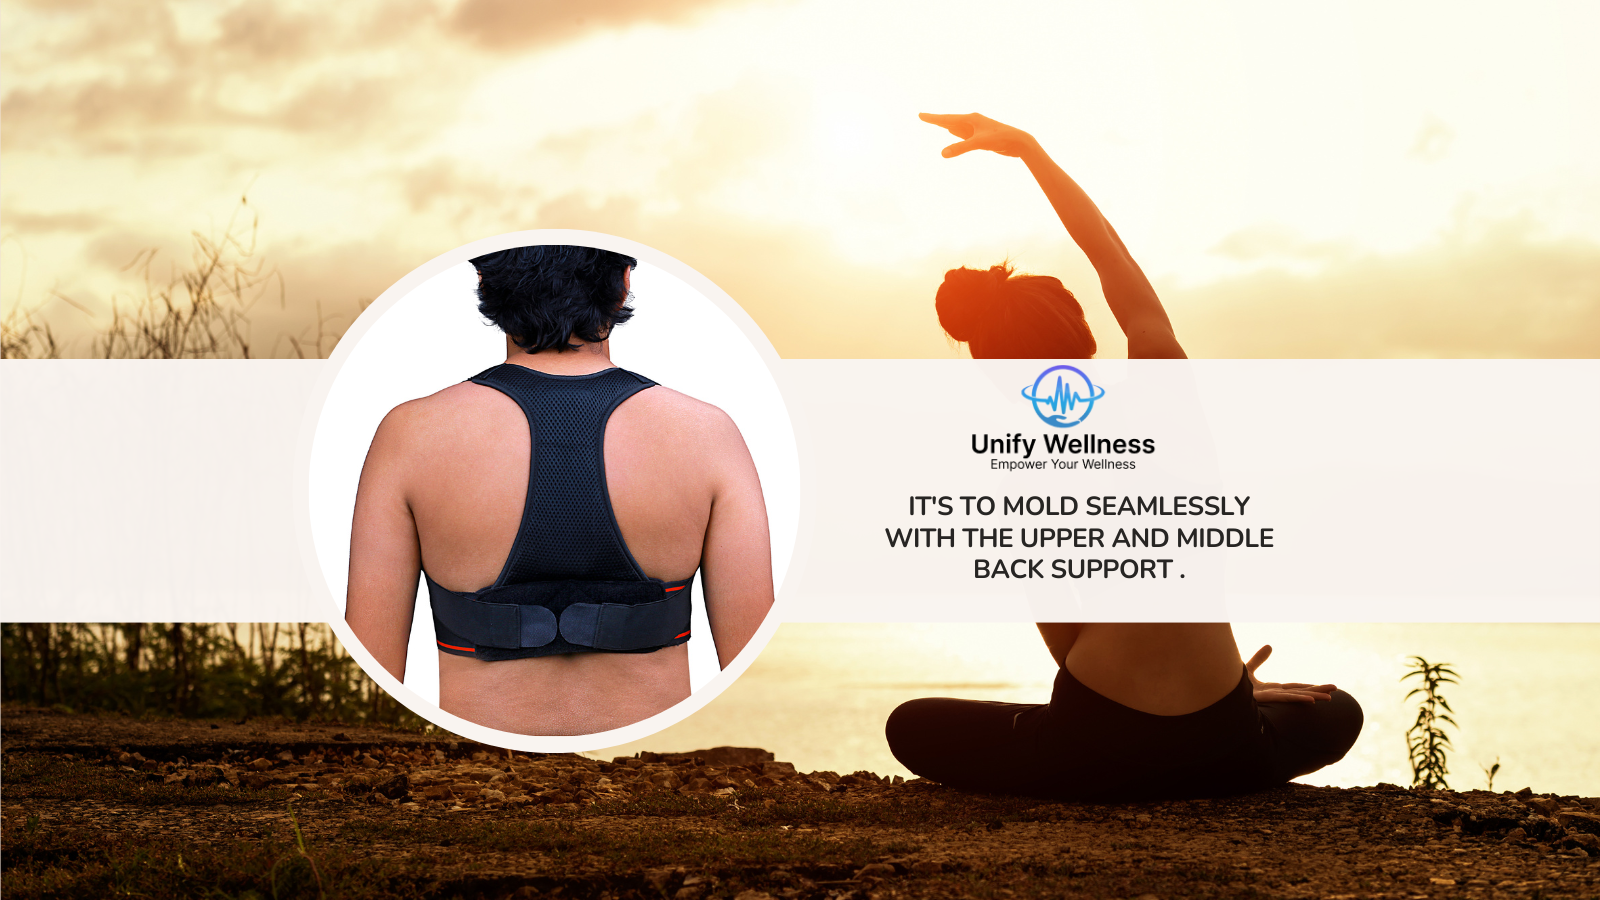 Unify Wellness
Empower Your Wellness
IT'S TO MOLD SEAMLESSLY
WITH THE UPPER AND MIDDLE
BACK SUPPORT .